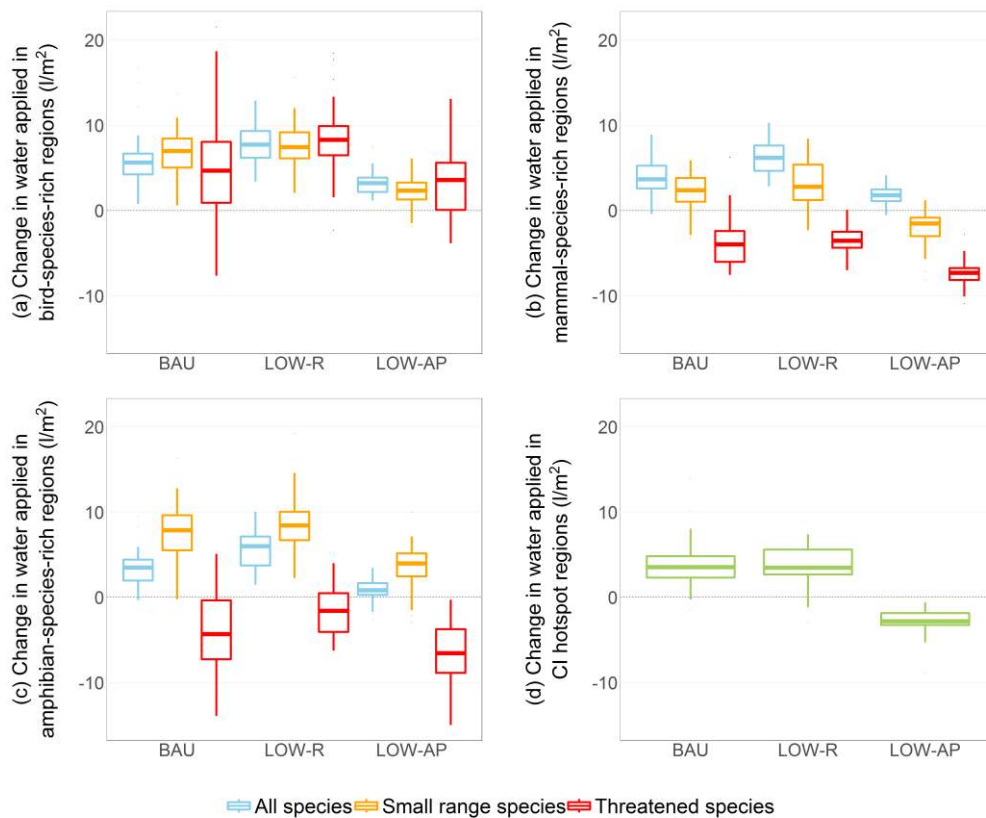 (a) Change in water applied in
bird-species-rich regions (l/m²)
20
10
0
-10
BAU LOW-R LOW-AP
(b) Change in water applied in
mammal-species-rich regions (l/m²)
20
10
0
-10
BAU LOW-R LOW-AP
(c) Change in water applied in
amphibian-species-rich regions (l/m²)
20
10
0
-10
BAU LOW-R LOW-AP
(d) Change in water applied in
CI hotspot regions (l/m²)
20
10
0
-10
BAU LOW-R LOW-AP
All species Small range species Threatened species